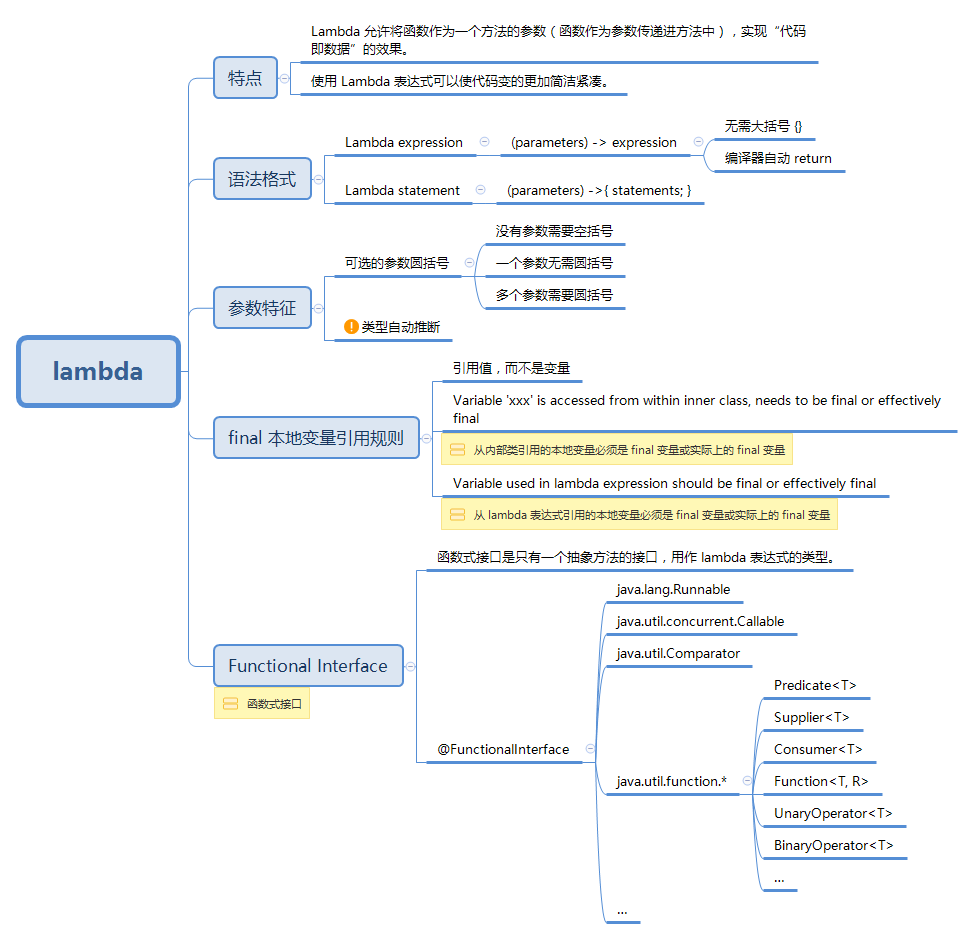 lambda
特点
Lambda 允许将函数作为一个方法的参数（函数作为参数传递进方法中），实现“代码
即数据”的效果。
使用 Lambda 表达式可以使代码变的更加简洁紧凑。
语法格式
Lambda expression
(parameters) -> expression
无需大括号 {}
编译器自动 return
Lambda statement
(parameters) ->{ statements; }
参数特征
可选的参数圆括号
没有参数需要空括号
一个参数无需圆括号
多个参数需要圆括号
类型自动推断
final 本地变量引用规则
引用值，而不是变量
Variable 'xxx' is accessed from within inner class, needs to be final or effectively
final
从内部类引用的本地变量必须是 final 变量或实际上的 final 变量
Variable used in lambda expression should be final or effectively final
从 lambda 表达式引用的本地变量必须是 final 变量或实际上的 final 变量
Functional Interface
函数式接口
函数式接口是只有一个抽象方法的接口，用作 lambda 表达式的类型。
@FunctionalInterface
java.lang.Runnable
java.util.concurrent.Callable
java.util.Comparator
java.util.function.*
Predicate<T>
Supplier<T>
Consumer<T>
Function<T, R>
UnaryOperator<T>
BinaryOperator<T>
...
...